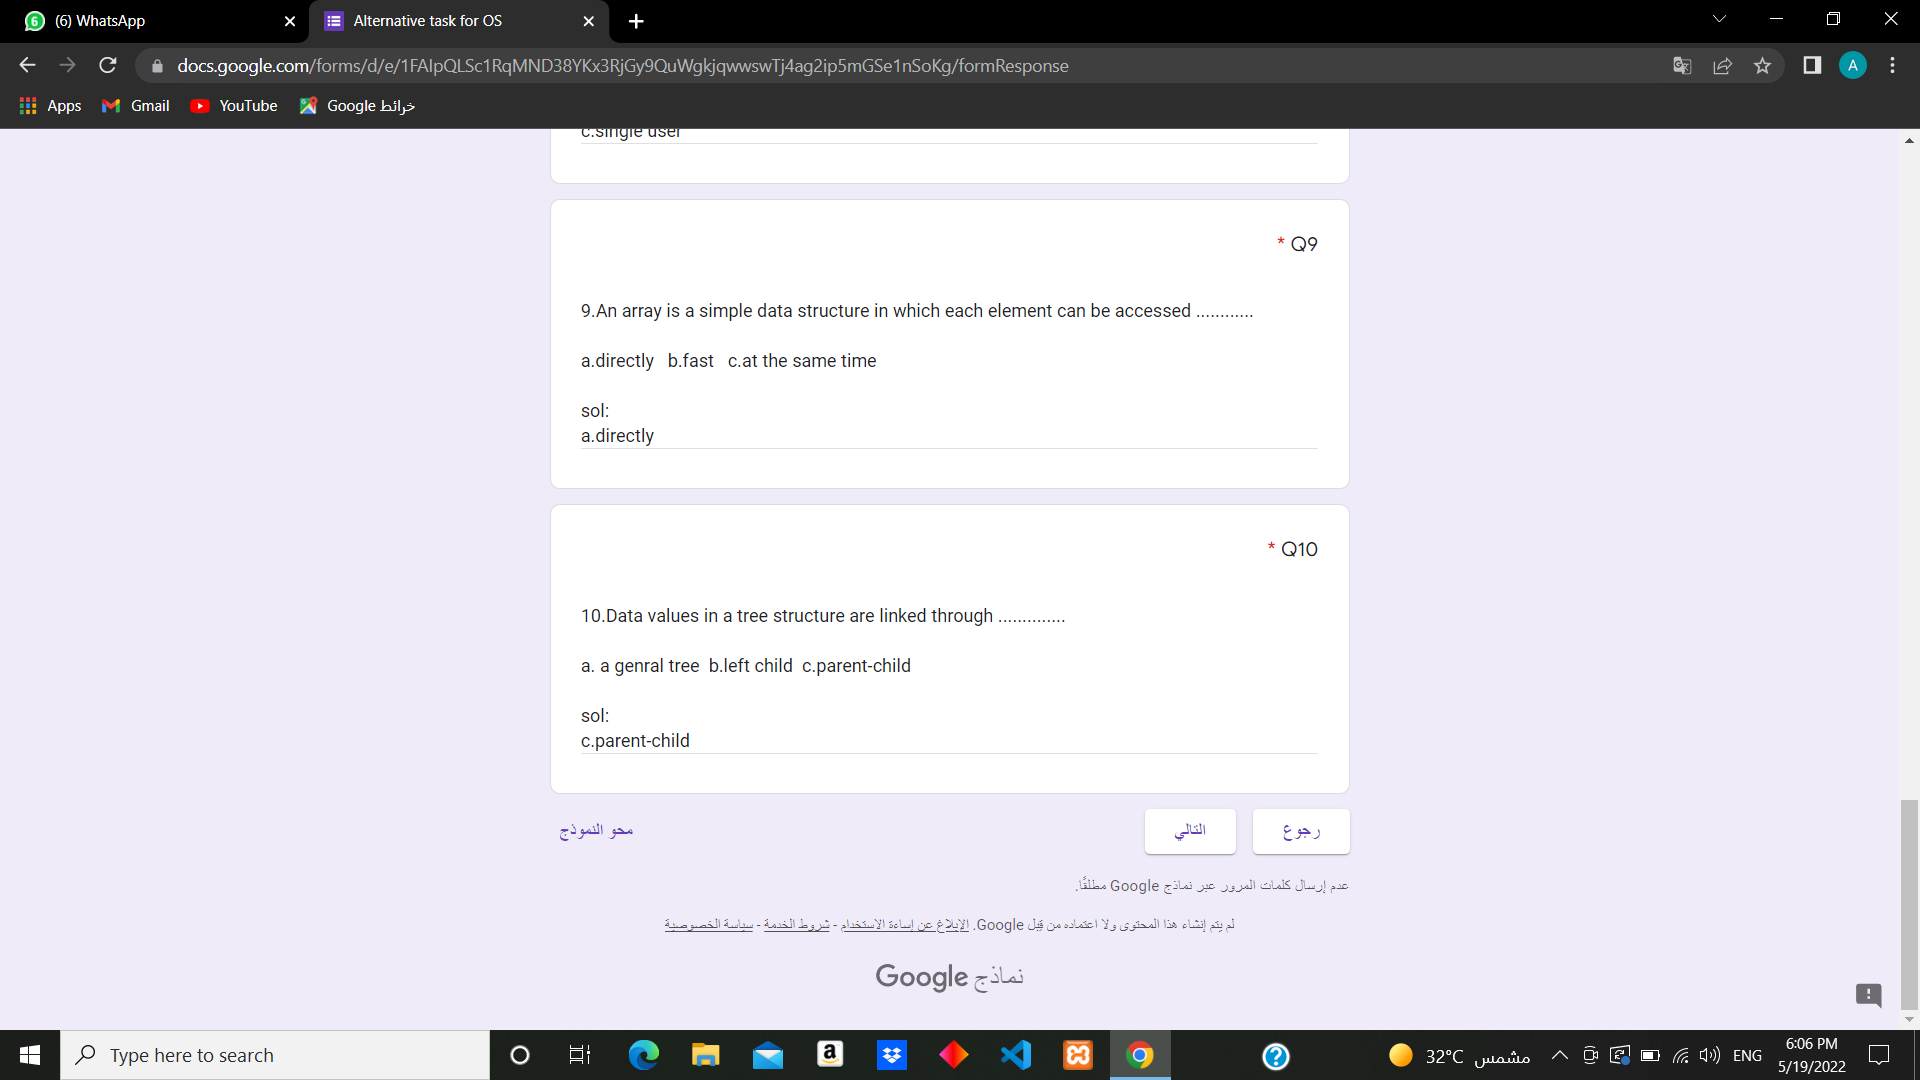 (6) WhatsApp
Alternative task for OS
docs.google.com/forms/d/e/1FAIpQLSc1RqMND38YKx3RjGy9QuWgkjqwwswTj4ag2ip5mGSe1nSoKg/formResponse
A
Apps
Gmail
YouTube
خرائط Google
c.single user
* Q9
9.An array is a simple data structure in which each element can be accessed ............
a.directly b.fast c.at the same time
sol:
a.directly
* Q10
10.Data values in a tree structure are linked through ..............
a. a genral tree b.left child c.parent-child
sol:
c.parent-child
رجوع
التالي
محو النموذج
عدم إرسال كلمات المرور عبر نماذج Google مطلقًا.
لم يتم إنشاء هذا المحتوى ولا اعتماده من قِبل Google. الإبلاغ عن إساءة الاستخدام - شروط الخدمة - سياسة الخصوصية
نماذج Google
Type here to search
32°C مشمس
ENG
6:06 PM
5/19/2022